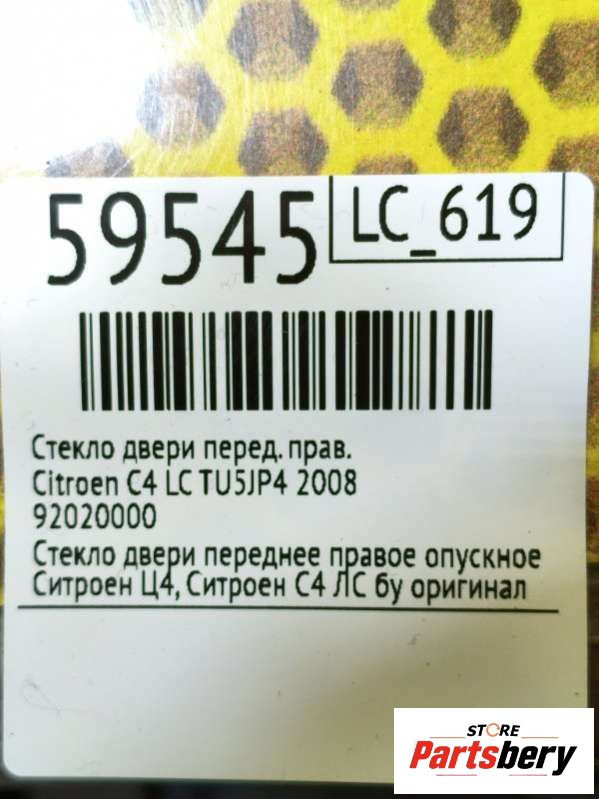 59545
LC_619
Стекло двери перед. прав.
Citroen C4 LC TU5JP4 2008
92020000
Стекло двери переднее правое опускное
Ситроен Ц4, Ситроен С4 ЛС бу оригинал
STORE
Partsbery